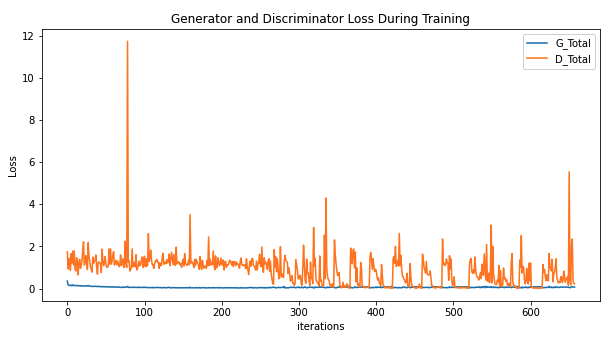 Generator and Discriminator Loss During Training
G_Total
D_Total
12
10
8
6
4
2
0
Loss
0
100
200
300
400
500
600
iterations